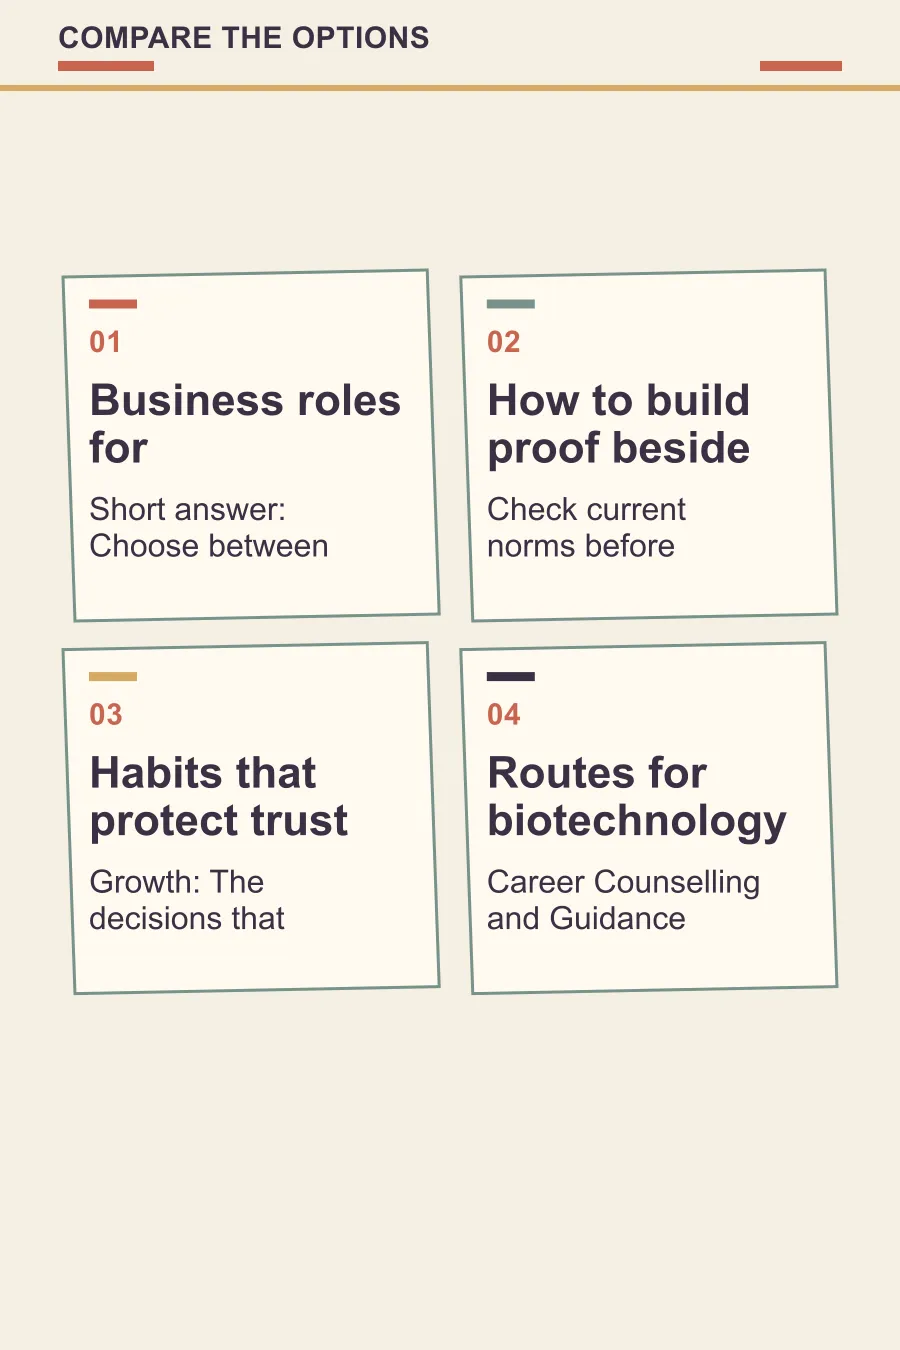 COMPARE THE OPTIONS
01
Business roles
for
Short answer:
Choose between
02
How to build
proof beside
Check current
norms before
03
Habits that
protect trust
Growth: The
decisions that
04
Routes for
biotechnology
Career Counselling
and Guidance